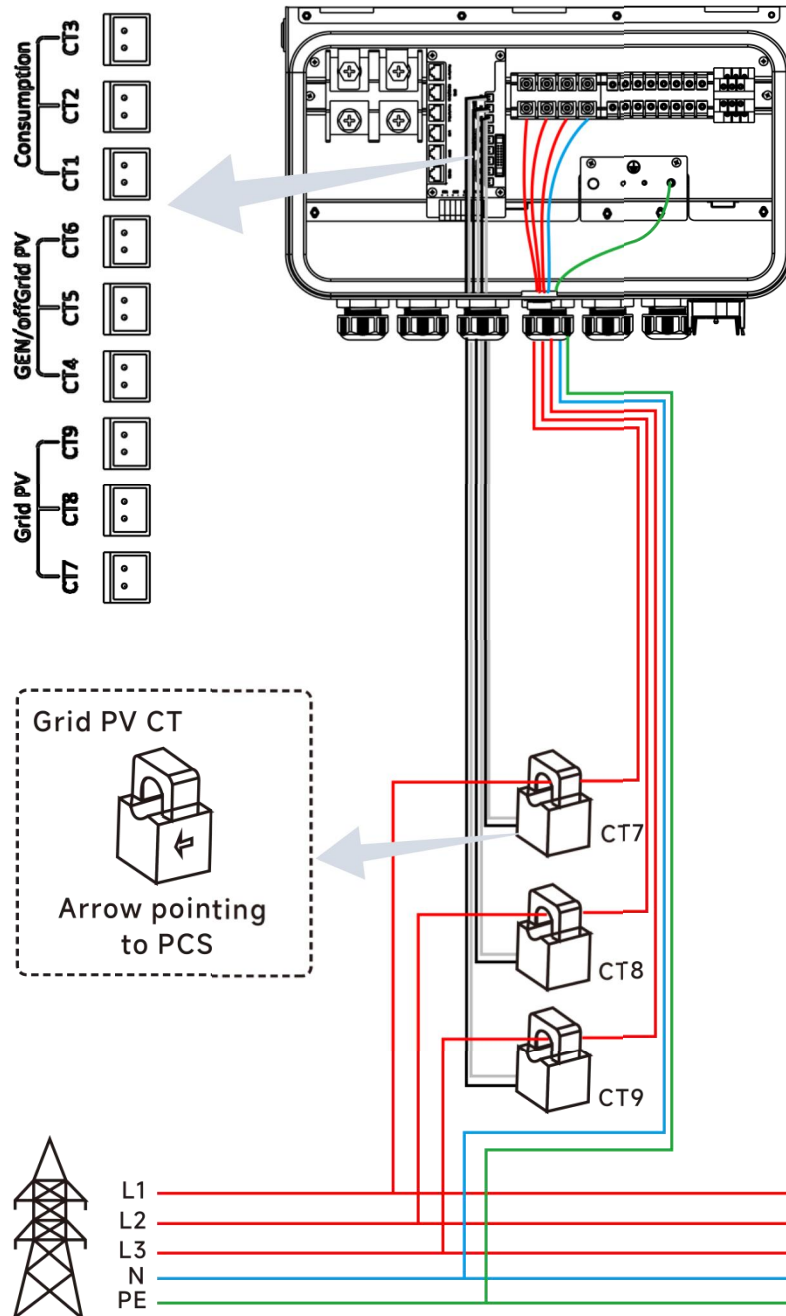 Consumption
CT3
CT2
CT1
GEN/offGrid PV
CT6
CT5
CT4
Grid PV
CT9
CT8
CT7
Grid PV CT
Arrow pointing
to PCS
CT7
CT8
CT9
L1
L2
L3
N
PE